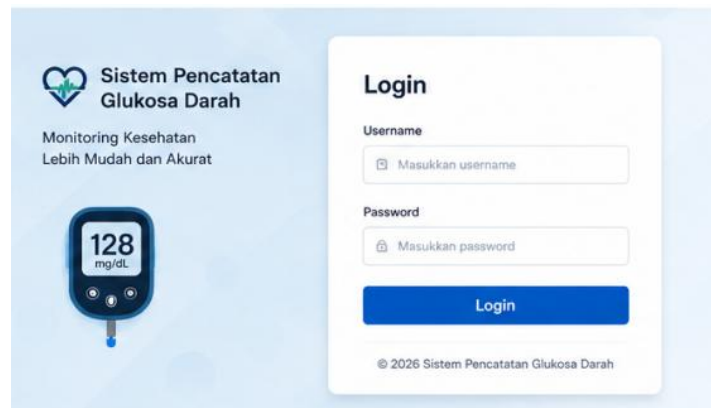 Sistem Pencatatan
Glukosa Darah
Monitoring Kesehatan
Lebih Mudah dan Akurat
128
mg/dL
Login
Username
Masukkan username
Password
Masukkan password
Login
© 2026 Sistem Pencatatan Glukosa Darah